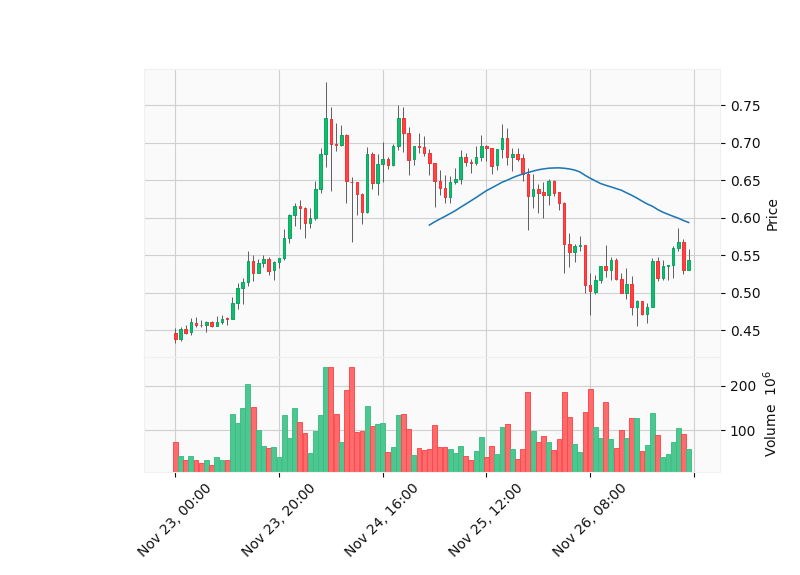 0.75
0.70
0.65
0.60
0.55
0.50
0.45
Price
200
100
Volume 10^6
Nov 23, 00:00
Nov 23, 20:00
Nov 24, 16:00
Nov 25, 12:00
Nov 26, 08:00